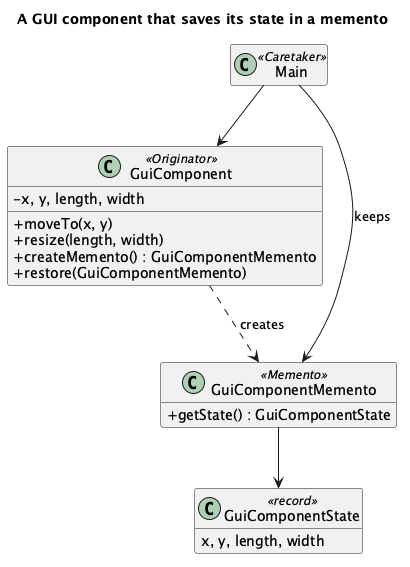 A GUI component that saves its state in a memento
C
«Caretaker»
Main
C
«Originator»
GuiComponent
-x, y, length, width
+moveTo(x, y)
+resize(length, width)
+createMemento() : GuiComponentMemento
+restore(GuiComponentMemento)
keeps
creates
C
«Memento»
GuiComponentMemento
+getState() : GuiComponentState
C
«record»
GuiComponentState
x, y, length, width